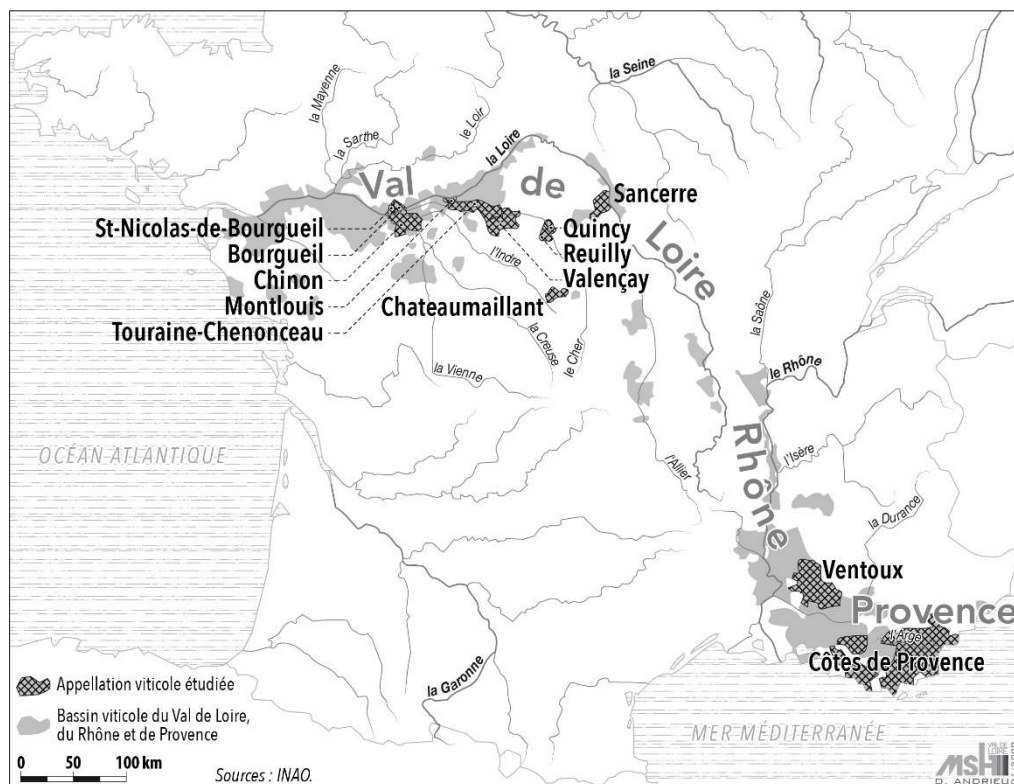 la Seine
la Mayenne
la Sarthe
le Loir
la Loire
Val
de
Loire
Sancerre
St-Nicolas-de-Bourgueil
Quincy
Bourgueil
Reuilly
Chinon
l'Indre
Valençay
Montlouis
Chateaumaillant
Touraine-Chenonceau
la Creuse
le Cher
la Vienne
la Saône
le Rhône
Rhône
OCÉAN ATLANTIQUE
l'Allier
l'Isère
la Durance
Ventoux
Provence
l'Arge
Côtes de Provence
la Garonne
Appellation viticole étudiée
Bassin viticole du Val de Loire,
du Rhône et de Provence
MER MÉDITERRANÉE
0 50 100 km
Sources : INAO.
VAL DE
LOIRE
MSH
D. ANDRIEU